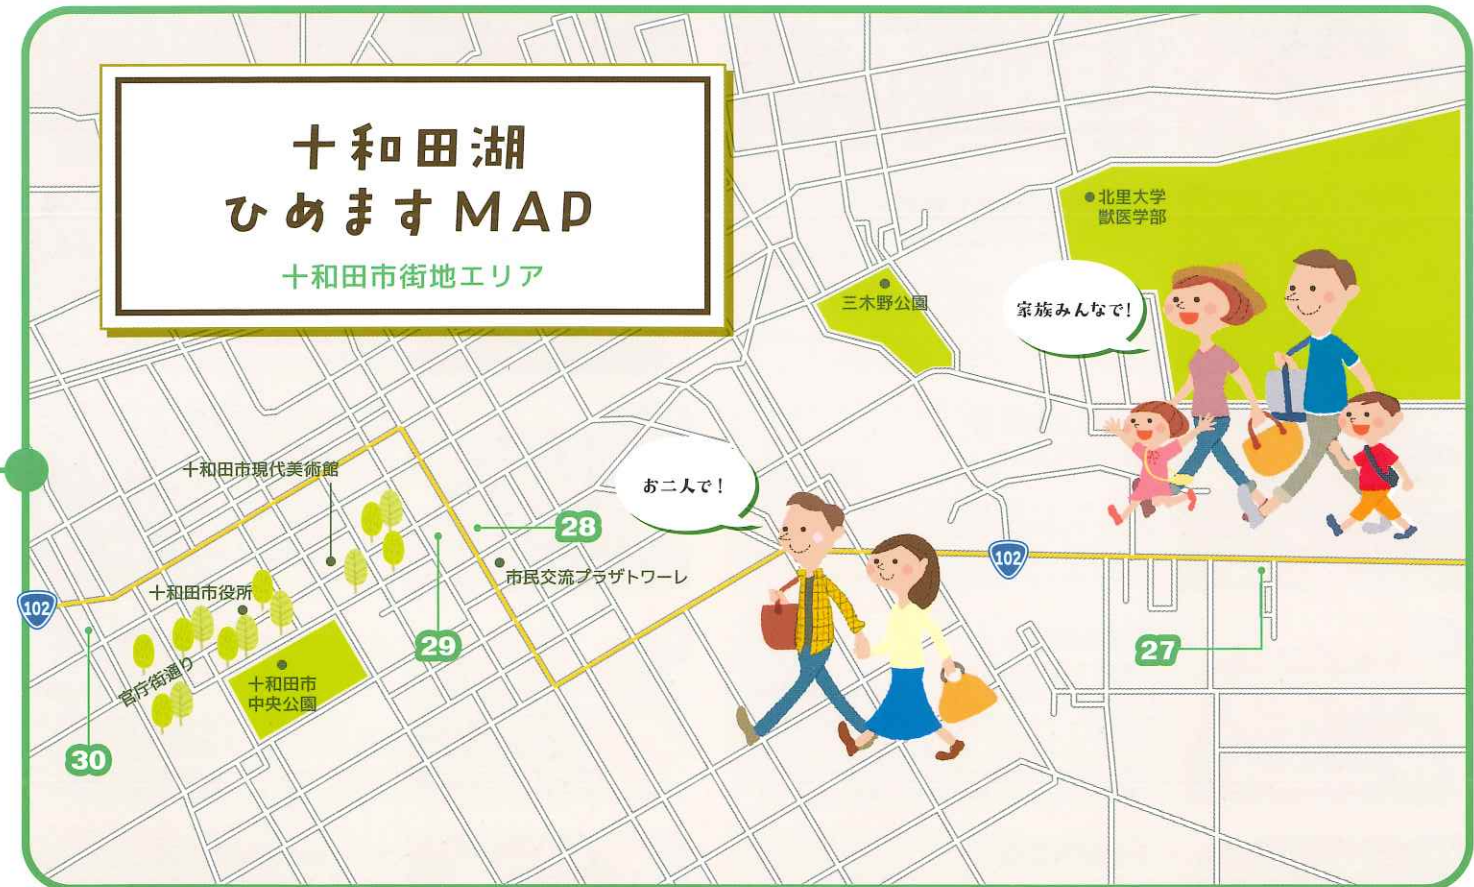 十和田湖
ひめますMAP
十和田市街地エリア
北里大学
獣医学部
三木野公園
家族みんなで!
十和田市現代美術館
お二人で!
28
102
市民交流プラザトワーレ
十和田市役所
102
29
27
官庁街通り
十和田市
中央公園
30